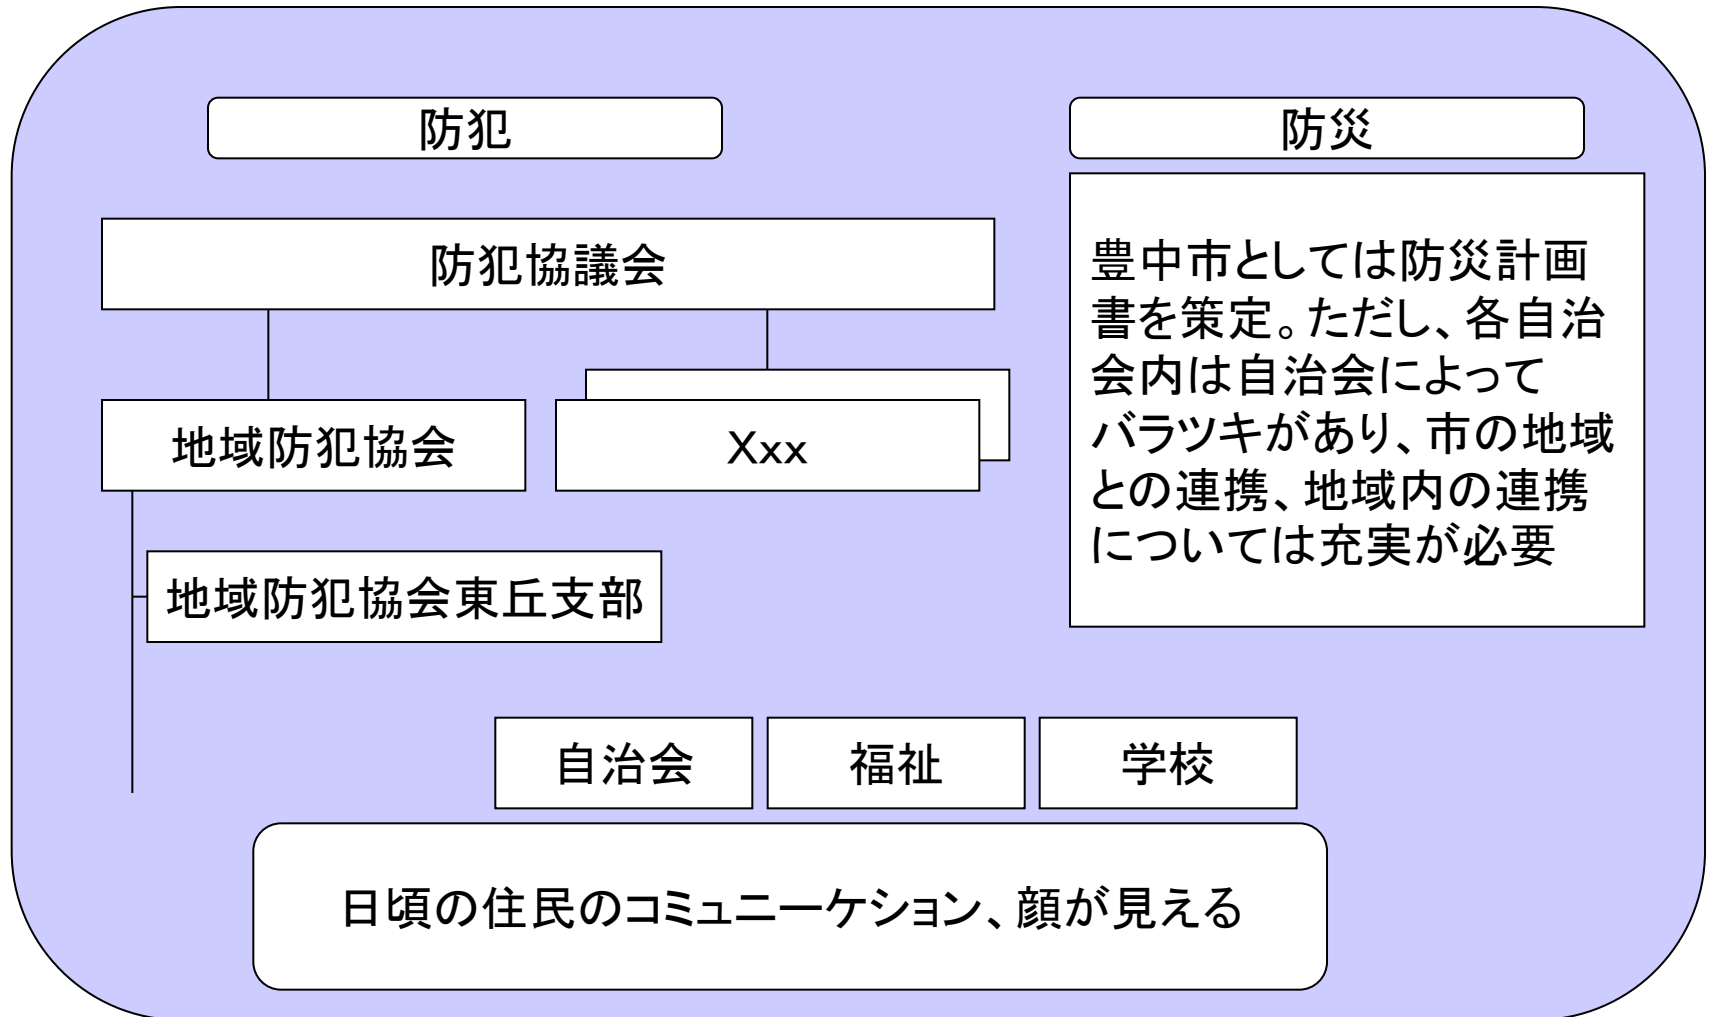 防犯
防災
防犯協議会
豊中市としては防災計画
書を策定。ただし、各自治
会内は自治会によって
バラツキがあり、市の地域
との連携、地域内の連携
については充実が必要
地域防犯協会
Xxx
地域防犯協会東丘支部
自治会
福祉
学校
日頃の住民のコミュニーケション、顔が見える